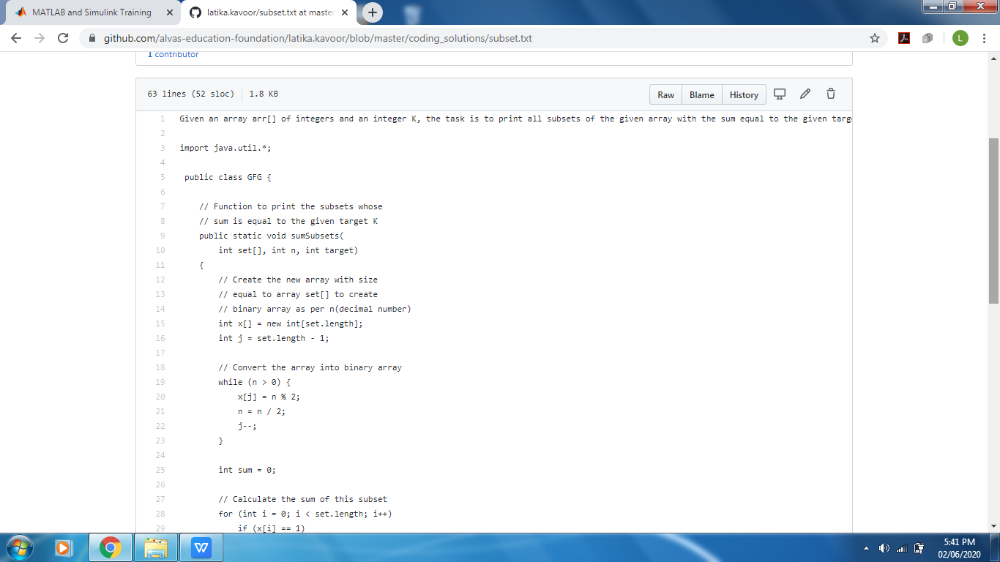 MATLAB and Simulink Training
latika.kavoor/subset.txt at master
github.com/alvas-education-foundation/latika.kavoor/blob/master/coding_solutions/subset.txt
L
1 contributor
63 lines (52 sloc) 1.8 KB
Raw Blame History
1 Given an array arr[] of integers and an integer K, the task is to print all subsets of the given array with the sum equal to the given targe
2
3 import java.util.*;
4
5 public class GFG {
6
7 // Function to print the subsets whose
8 // sum is equal to the given target K
9 public static void sumSubsets(
10 int set[], int n, int target)
11 {
12 // Create the new array with size
13 // equal to array set[] to create
14 // binary array as per n(decimal number)
15 int x[] = new int[set.length];
16 int j = set.length - 1;
17
18 // Convert the array into binary array
19 while (n > 0) {
20 x[j] = n % 2;
21 n = n / 2;
22 j--;
23 }
24
25 int sum = 0;
26
27 // Calculate the sum of this subset
28 for (int i = 0; i < set.length; i++)
29 if (x[i] == 1)
W
5:41 PM
02/06/2020